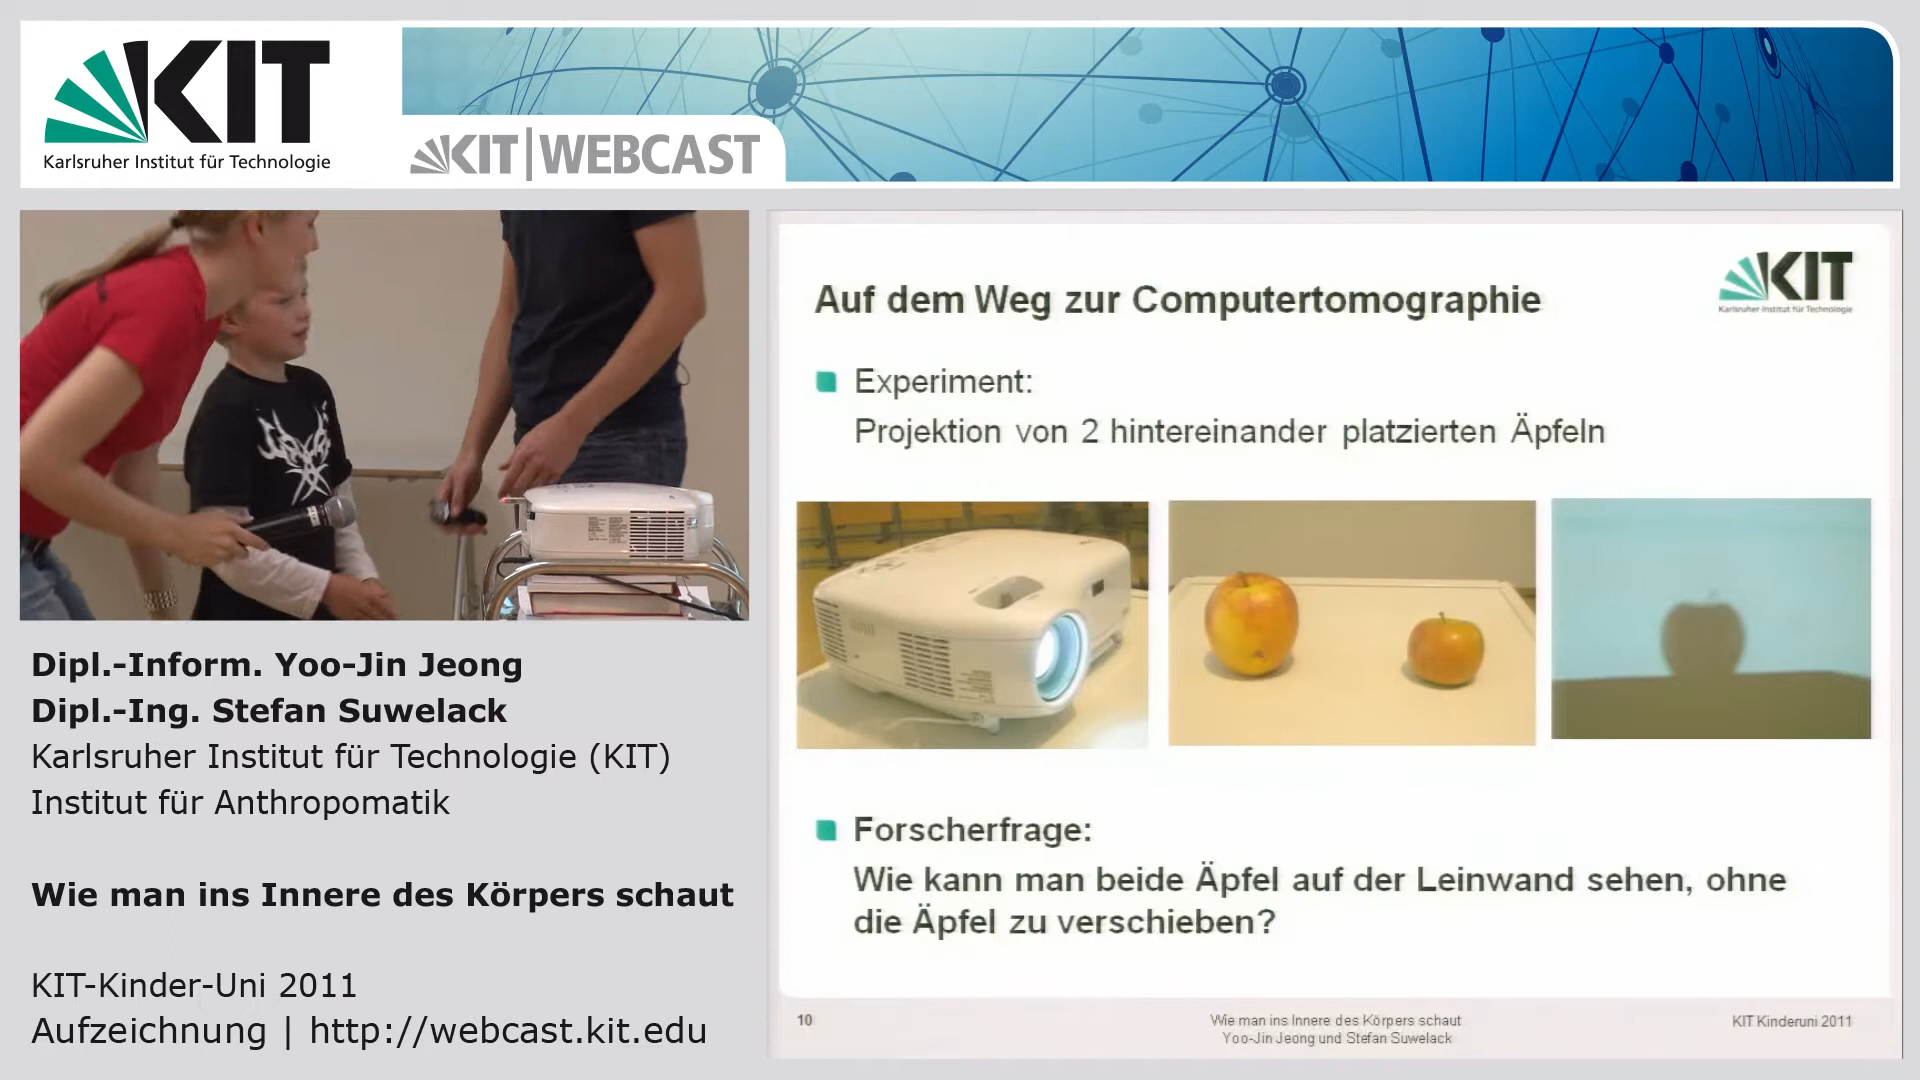 KIT
Karlsruher Institut für Technologie
KIT | WEBCAST
Dipl.-Inform. Yoo-Jin Jeong
Dipl.-Ing. Stefan Suwelack
Karlsruher Institut für Technologie (KIT)
Institut für Anthropomatik
Wie man ins Innere des Körpers schaut
KIT-Kinder-Uni 2011
Aufzeichnung | http://webcast.kit.edu
Auf dem Weg zur Computertomographie
KIT
Karlsruher Institut für Technologie
Experiment:
Projektion von 2 hintereinander platzierten Äpfeln
Forscherfrage:
Wie kann man beide Äpfel auf der Leinwand sehen, ohne
die Äpfel zu verschieben?
10
Wie man ins Innere des Körpers schaut
Yoo-Jin Jeong und Stefan Suwelack
KIT Kinderuni 2011